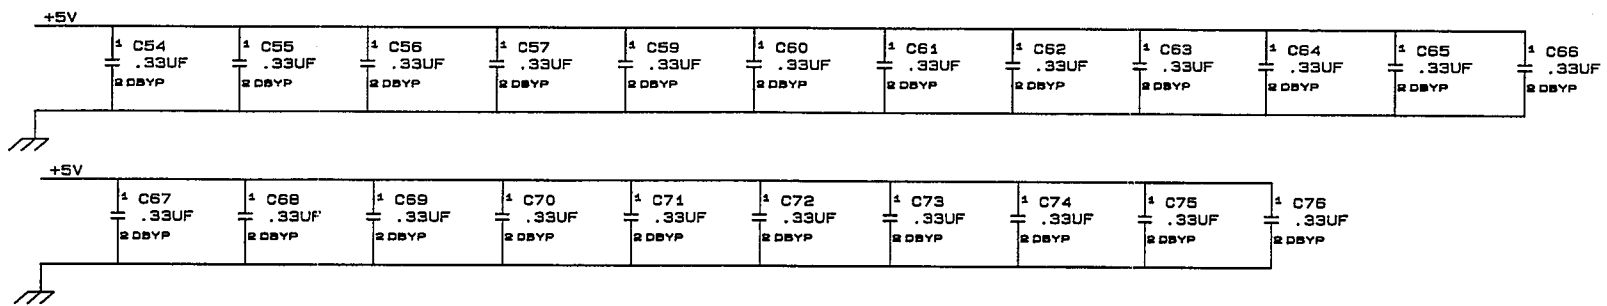 +5V
1 C54 1 C55 1 C56 1 C57 1 C59 1 C60 1 C61 1 C62 1 C63 1 C64 1 C65 1 C66
.33UF .33UF .33UF .33UF .33UF .33UF .33UF .33UF .33UF .33UF .33UF .33UF
2 DBYP 2 DBYP 2 DBYP 2 DBYP 2 DBYP 2 DBYP 2 DBYP 2 DBYP 2 DBYP 2 DBYP 2 DBYP 2 DBYP
+5V
1 C67 1 C68 1 C69 1 C70 1 C71 1 C72 1 C73 1 C74 1 C75 1 C76
.33UF .33UF .33UF .33UF .33UF .33UF .33UF .33UF .33UF .33UF
2 DBYP 2 DBYP 2 DBYP 2 DBYP 2 DBYP 2 DBYP 2 DBYP 2 DBYP 2 DBYP 2 DBYP